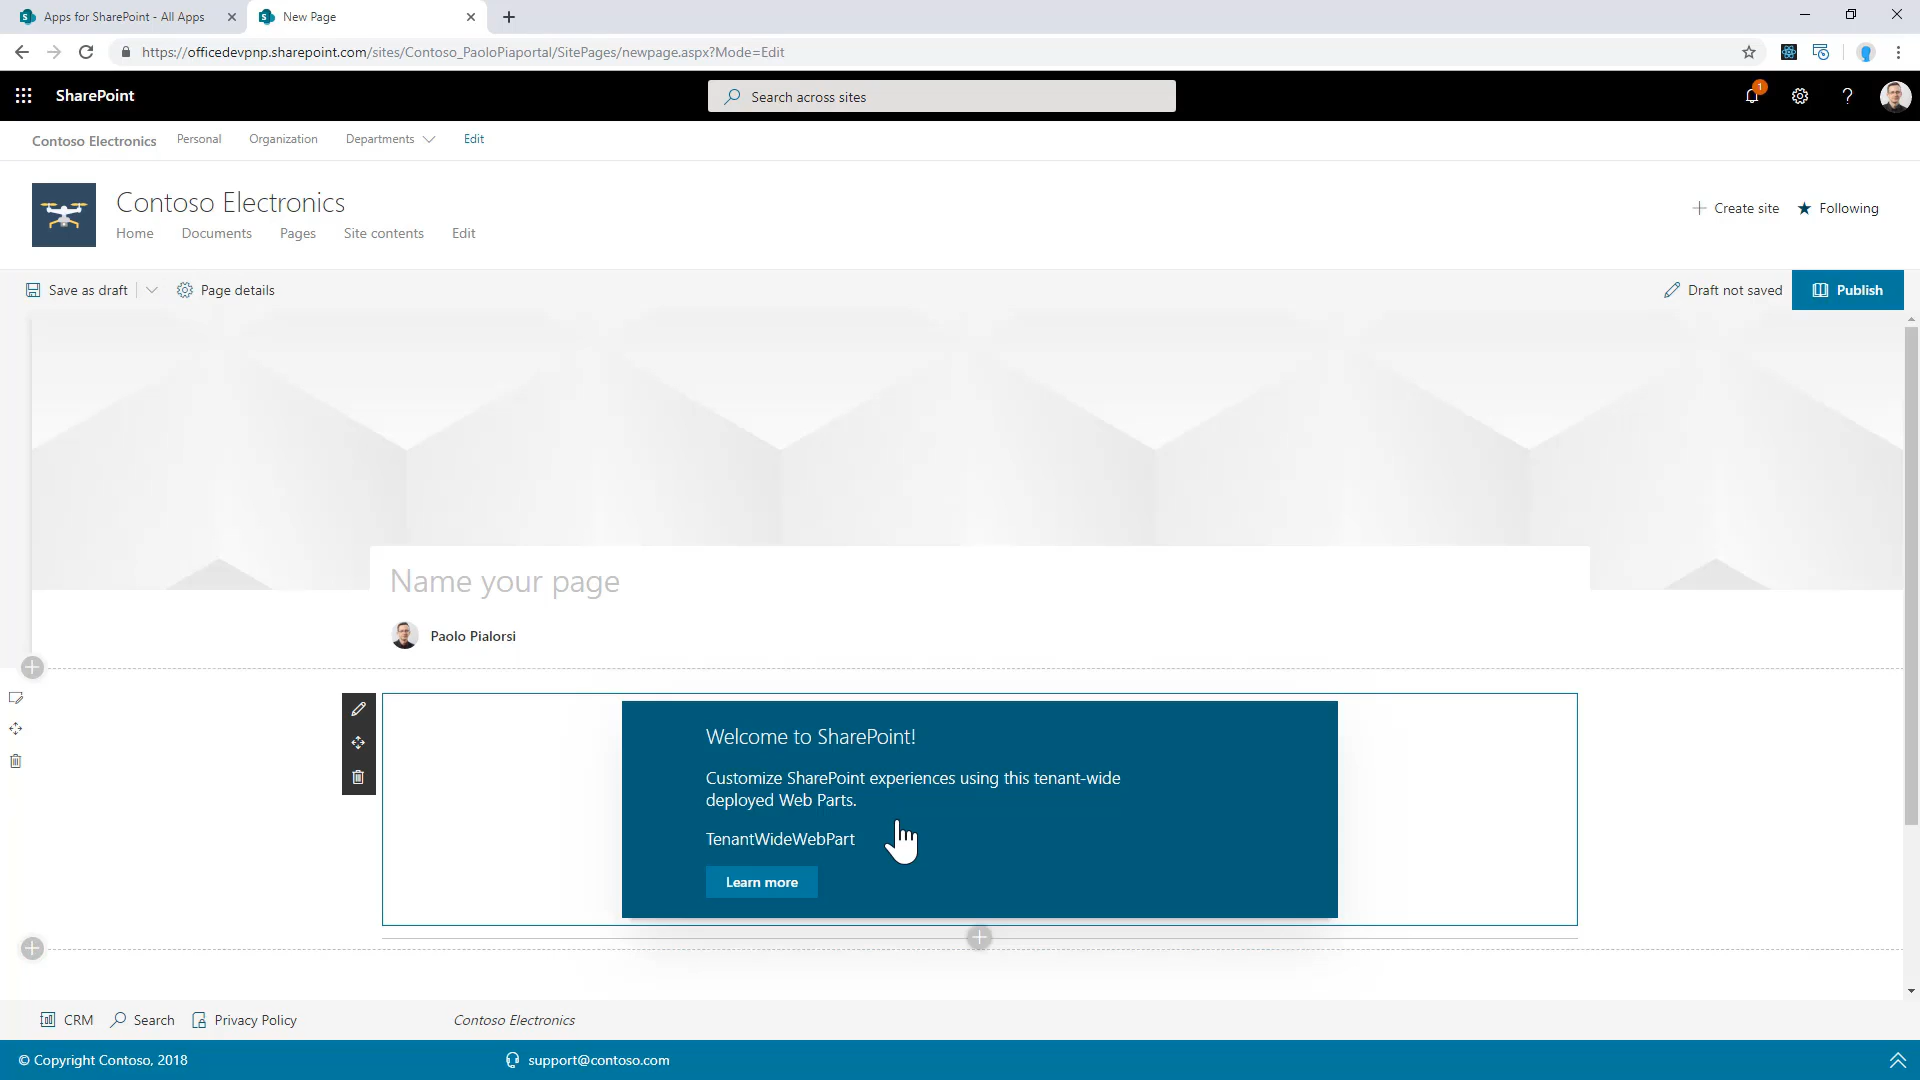 Apps for SharePoint - All Apps
New Page
https://officedevpnp.sharepoint.com/sites/Contoso_PaoloPiaportal/SitePages/newpage.aspx?Mode=Edit
SharePoint
Search across sites
1
Contoso Electronics
Personal
Organization
Departments
Edit
Contoso Electronics
Home
Documents
Pages
Site contents
Edit
Create site
Following
Save as draft
Page details
Draft not saved
Publish
Name your page
Paolo Pialorsi
Welcome to SharePoint!
Customize SharePoint experiences using this tenant-wide
deployed Web Parts.
TenantWideWebPart
Learn more
CRM
Search
Privacy Policy
Contoso Electronics
© Copyright Contoso, 2018
support@contoso.com